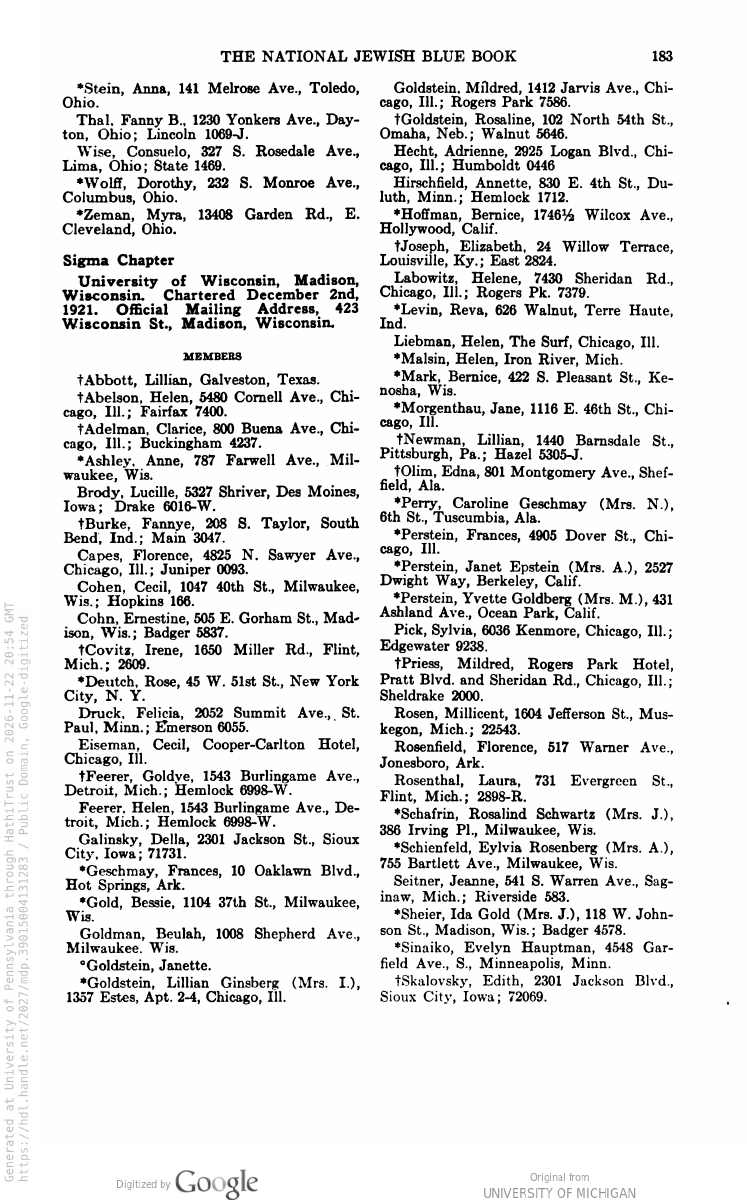 THE NATIONAL JEWISH BLUE BOOK 183
*Stein, Anna, 141 Melrose Ave., Toledo,
Ohio.
Thal, Fanny B., 1230 Yonkers Ave., Day-
ton, Ohio; Lincoln 1069-J.
Wise, Consuelo, 327 S. Rosedale Ave.,
Lima, Ohio; State 1469.
*Wolff, Dorothy, 232 S. Monroe Ave.,
Columbus, Ohio.
*Zeman, Myra, 13408 Garden Rd., E.
Cleveland, Ohio.
Sigma Chapter
University of Wisconsin, Madison,
Wisconsin. Chartered December 2nd,
1921. Official Mailing Address, 423
Wisconsin St., Madison, Wisconsin.
MEMBERS
†Abbott, Lillian, Galveston, Texas.
†Abelson, Helen, 5480 Cornell Ave., Chi-
cago, Ill.; Fairfax 7400.
†Adelman, Clarice, 800 Buena Ave., Chi-
cago, Ill.; Buckingham 4237.
*Ashley, Anne, 787 Farwell Ave., Mil-
waukee, Wis.
Brody, Lucille, 5327 Shriver, Des Moines,
Iowa; Drake 6016-W.
†Burke, Fannye, 208 S. Taylor, South
Bend, Ind.; Main 3047.
Capes, Florence, 4825 N. Sawyer Ave.,
Chicago, Ill.; Juniper 0093.
Cohen, Cecil, 1047 40th St., Milwaukee,
Wis.; Hopkins 166.
Cohn, Ernestine, 505 E. Gorham St., Mad-
ison, Wis.; Badger 5837.
†Covitz, Irene, 1650 Miller Rd., Flint,
Mich.; 2609.
*Deutch, Rose, 45 W. 51st St., New York
City, N. Y.
Druck, Felicia, 2052 Summit Ave., St.
Paul, Minn.; Emerson 6055.
Eiseman, Cecil, Cooper-Carlton Hotel,
Chicago, Ill.
†Feerer, Goldye, 1543 Burlingame Ave.,
Detroit, Mich.; Hemlock 6998-W.
Feerer, Helen, 1543 Burlingame Ave., De-
troit, Mich.; Hemlock 6998-W.
Galinsky, Della, 2301 Jackson St., Sioux
City, Iowa; 71731.
*Geschmay, Frances, 10 Oaklawn Blvd.,
Hot Springs, Ark.
*Gold, Bessie, 1104 37th St., Milwaukee,
Wis.
Goldman, Beulah, 1008 Shepherd Ave.,
Milwaukee. Wis.
°Goldstein, Janette.
*Goldstein, Lillian Ginsberg (Mrs. I.),
1357 Estes, Apt. 2-4, Chicago, Ill.
Goldstein, Mildred, 1412 Jarvis Ave., Chi-
cago, Ill.; Rogers Park 7586.
†Goldstein, Rosaline, 102 North 54th St.,
Omaha, Neb.; Walnut 5646.
Hecht, Adrienne, 2925 Logan Blvd., Chi-
cago, Ill.; Humboldt 0446
Hirschfield, Annette, 830 E. 4th St., Du-
luth, Minn.; Hemlock 1712.
*Hoffman, Bernice, 1746½ Wilcox Ave.,
Hollywood, Calif.
†Joseph, Elizabeth, 24 Willow Terrace,
Louisville, Ky.; East 2824.
Labowitz, Helene, 7430 Sheridan Rd.,
Chicago, Ill.; Rogers Pk. 7379.
*Levin, Reva, 626 Walnut, Terre Haute,
Ind.
Liebman, Helen, The Surf, Chicago, Ill.
*Malsin, Helen, Iron River, Mich.
*Mark, Bernice, 422 S. Pleasant St., Ke-
nosha, Wis.
*Morgenthau, Jane, 1116 E. 46th St., Chi-
cago, Ill.
†Newman, Lillian, 1440 Barnsdale St.,
Pittsburgh, Pa.; Hazel 5305-J.
†Olim, Edna, 801 Montgomery Ave., Shef-
field, Ala.
*Perry, Caroline Geschmay (Mrs. N.),
6th St., Tuscumbia, Ala.
*Perstein, Frances, 4905 Dover St., Chi-
cago, Ill.
*Perstein, Janet Epstein (Mrs. A.), 2527
Dwight Way, Berkeley, Calif.
*Perstein, Yvette Goldberg (Mrs. M.), 431
Ashland Ave., Ocean Park, Calif.
Pick, Sylvia, 6036 Kenmore, Chicago, Ill.;
Edgewater 9238.
†Priess, Mildred, Rogers Park Hotel,
Pratt Blvd. and Sheridan Rd., Chicago, Ill.;
Sheldrake 2000.
Rosen, Millicent, 1604 Jefferson St., Mus-
kegon, Mich.; 22543.
Rosenfield, Florence, 517 Warner Ave.,
Jonesboro, Ark.
Rosenthal, Laura, 731 Evergreen St.,
Flint, Mich.; 2898-R.
*Schafrin, Rosalind Schwartz (Mrs. J.),
386 Irving Pl., Milwaukee, Wis.
*Schienfeld, Eylvia Rosenberg (Mrs. A.),
755 Bartlett Ave., Milwaukee, Wis.
Seitner, Jeanne, 541 S. Warren Ave., Sag-
inaw, Mich.; Riverside 583.
*Sheier, Ida Gold (Mrs. J.), 118 W. John-
son St., Madison, Wis.; Badger 4578.
*Sinaiko, Evelyn Hauptman, 4548 Gar-
field Ave., S., Minneapolis, Minn.
†Skalovsky, Edith, 2301 Jackson Blvd.,
Sioux City, Iowa; 72069.
Generated at University of Pennsylvania through HathiTrust on 2026-11-22 20:54 GMT
https://hdl.handle.net/2027/mdp.39015004131283 / Public Domain, Google-digitized
Digitized by Google
Original from
UNIVERSITY OF MICHIGAN